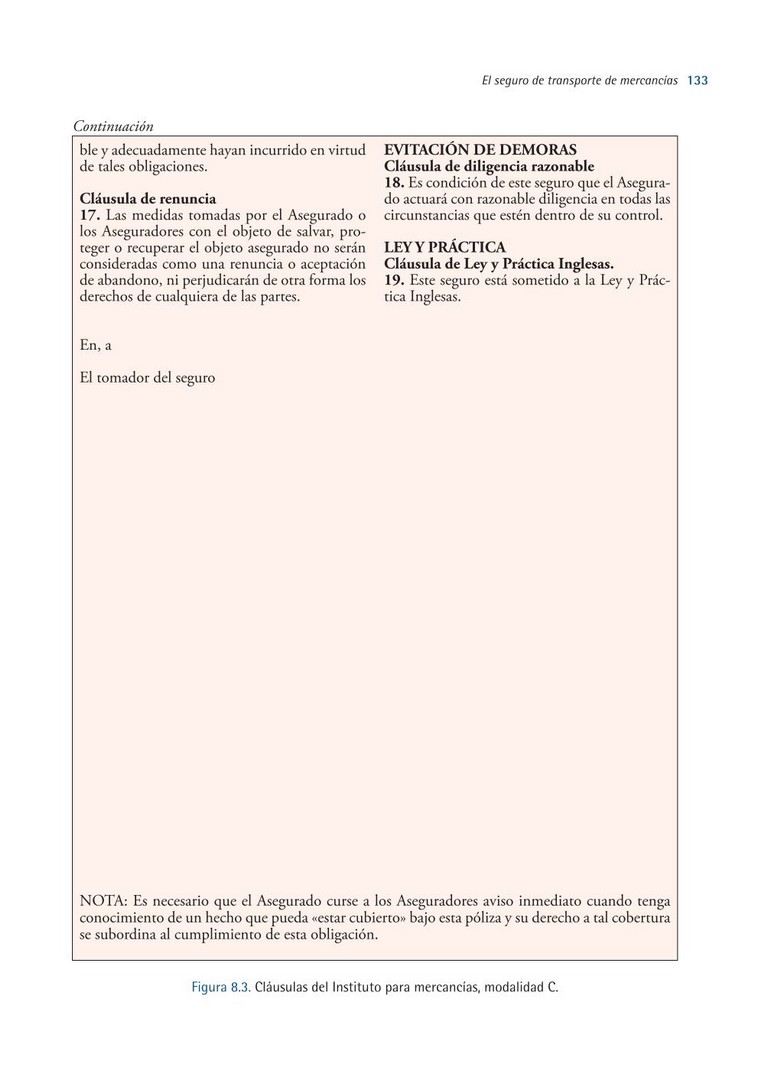 El seguro de transporte de mercancías 133
Continuación
ble y adecuadamente hayan incurrido en virtud
de tales obligaciones.
Cláusula de renuncia
17. Las medidas tomadas por el Asegurado o
los Aseguradores con el objeto de salvar, pro-
teger o recuperar el objeto asegurado no serán
consideradas como una renuncia o aceptación
de abandono, ni perjudicarán de otra forma los
derechos de cualquiera de las partes.
En, a
El tomador del seguro
EVITACIÓN DE DEMORAS
Cláusula de diligencia razonable
18. Es condición de este seguro que el Asegura-
do actuará con razonable diligencia en todas las
circunstancias que estén dentro de su control.
LEY Y PRÁCTICA
Cláusula de Ley y Práctica Inglesas.
19. Este seguro está sometido a la Ley y Prác-
tica Inglesas.
NOTA: Es necesario que el Asegurado curse a los Aseguradores aviso inmediato cuando tenga
conocimiento de un hecho que pueda «estar cubierto» bajo esta póliza y su derecho a tal cobertura
se subordina al cumplimiento de esta obligación.
Figura 8.3. Cláusulas del Instituto para mercancías, modalidad C.